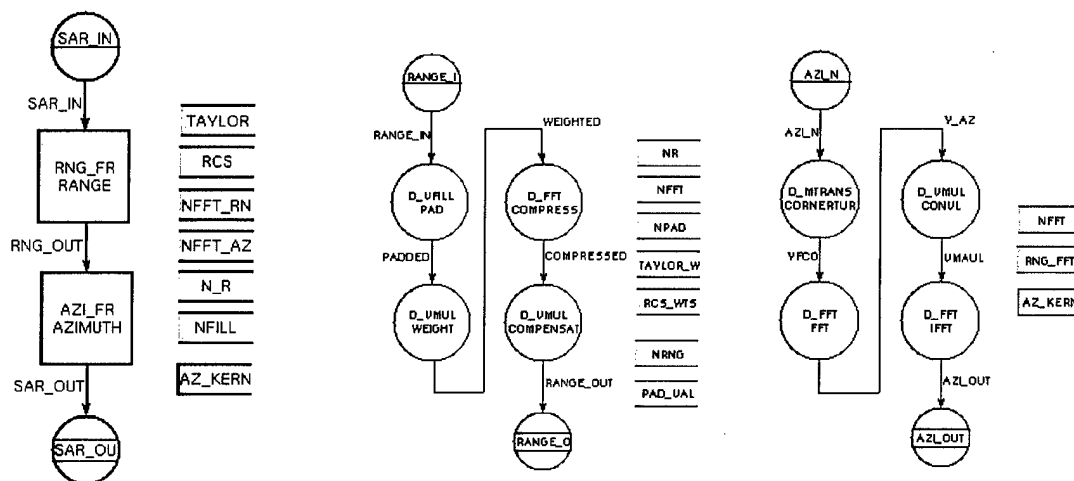 SAR_IN
SAR_IN
RNG_FR
RANGE
RNG_OUT
AZI_FR
AZIMUTH
SAR_OUT
SAR_OU
TAYLOR
RCS
NFFT_RN
NFFT_AZ
N_R
NFILL
AZ_KERN
RANGE_I
RANGE_IN
D_VFILL
PAD
PADDED
D_VMUL
WEIGHT
WEIGHTED
D_FFT
COMPRESS
COMPRESSED
D_VMUL
COMPENSAT
RANGE_OUT
RANGE_O
NR
NFFT
NPAD
TAYLOR_W
RCS_WTS
NRNG
PAD_VAL
AZI_N
AZI_N
D_MTRANS
CORNERTUR
VFCO
D_FFT
FFT
V_AZ
D_VMUL
CONVL
VMAUL
D_FFT
IFFT
AZI_OUT
AZI_OUT
NFFT
RNG_FFT
AZ_KERN